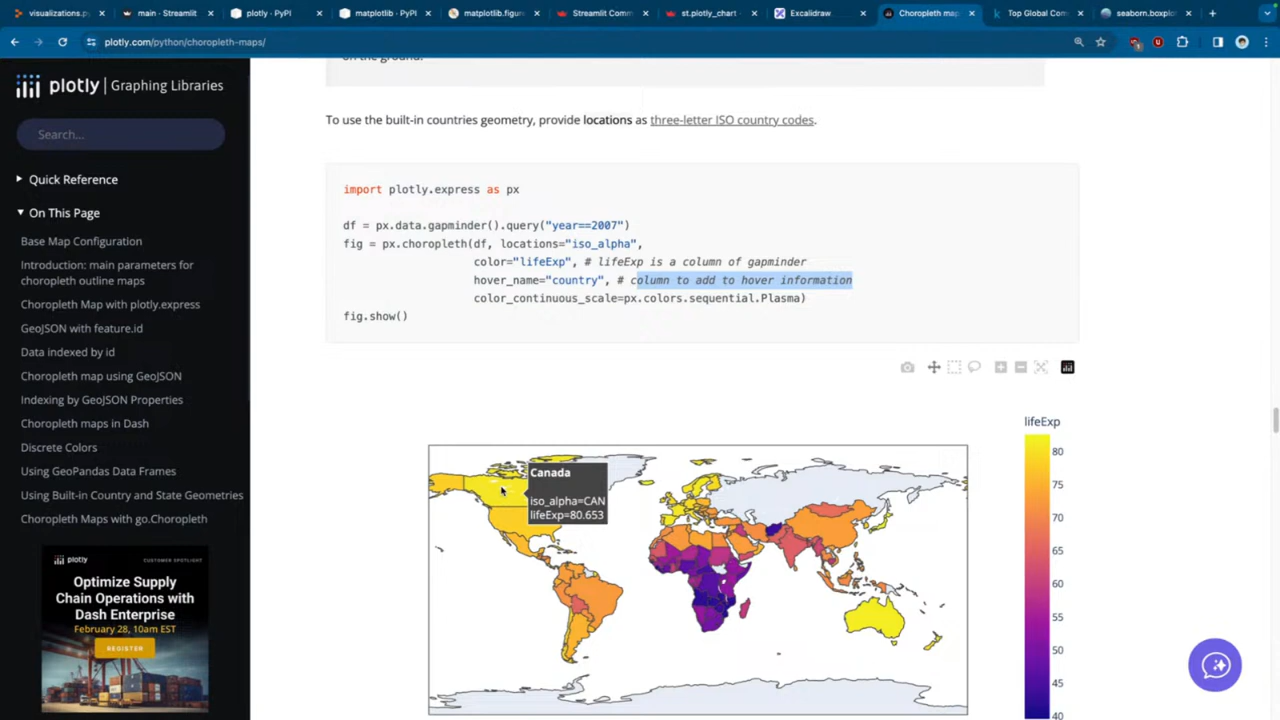 visualizations.p
main - Streamlit
plotly · PyPI
matplotlib · PyPI
matplotlib.figur
Streamlit Comm
st.plotly_chart
Excalidraw
Choropleth map
Top Global Com
seaborn.boxplo
plotly.com/python/choropleth-maps/
plotly | Graphing Libraries
Search...
Quick Reference
On This Page
Base Map Configuration
Introduction: main parameters for
choropleth outline maps
Choropleth Map with plotly.express
GeoJSON with feature.id
Data indexed by id
Choropleth map using GeoJSON
Indexing by GeoJSON Properties
Choropleth maps in Dash
Discrete Colors
Using GeoPandas Data Frames
Using Built-in Country and State Geometries
Choropleth Maps with go.Choropleth
plotly
CUSTOMER SPOTLIGHT
Optimize Supply
Chain Operations with
Dash Enterprise
February 28, 10am EST
REGISTER
on the ground.
To use the built-in countries geometry, provide locations as three-letter ISO country codes.
import plotly.express as px
df = px.data.gapminder().query("year==2007")
fig = px.choropleth(df, locations="iso_alpha",
color="lifeExp", # lifeExp is a column of gapminder
hover_name="country", # column to add to hover information
color_continuous_scale=px.colors.sequential.Plasma)
fig.show()
Canada
iso_alpha=CAN
lifeExp=80.653
lifeExp
80
75
70
65
60
55
50
45
40